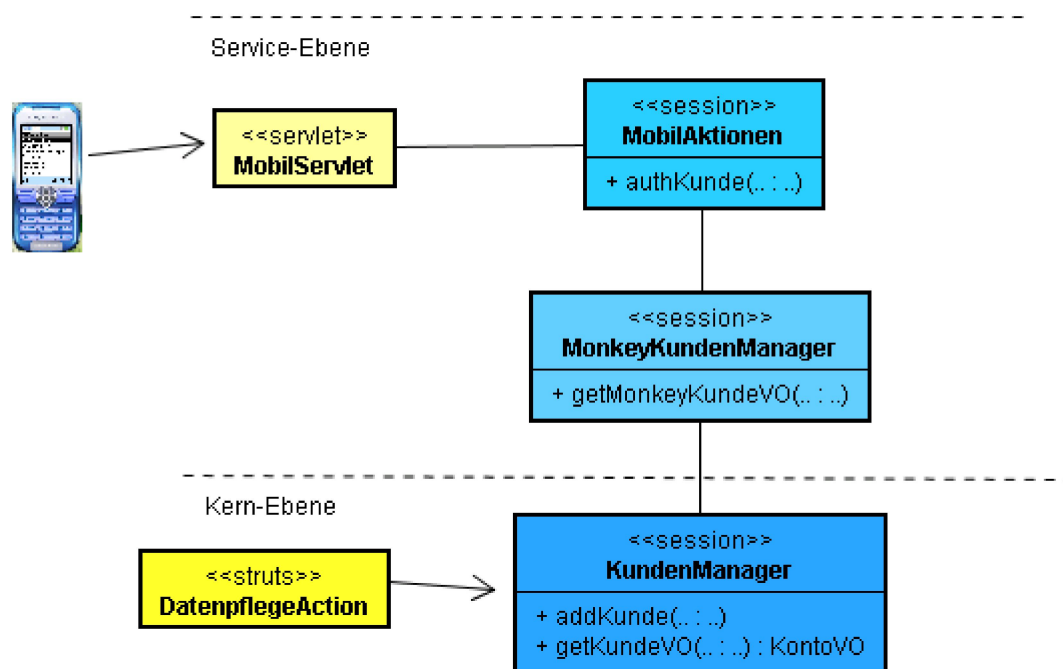 Service-Ebene
<<servlet>>
MobilServlet
<<session>>
MobilAktionen
+ authKunde(.. : ..)
<<session>>
MonkeyKundenManager
+ getMonkeyKundeVO(.. : ..)
Kern-Ebene
<<struts>>
DatenpflegeAction
<<session>>
KundenManager
+ addKunde(.. : ..)
+ getKundeVO(.. : ..) : KontoVO